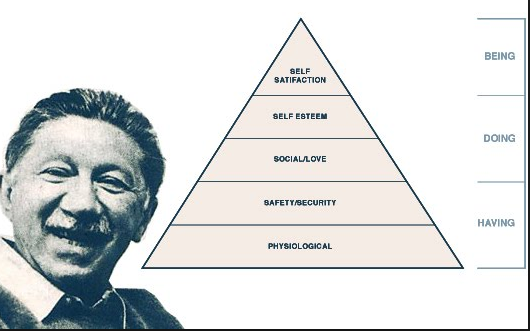 SELF
SATIFACTION
SELF ESTEEM
SOCIAL/LOVE
SAFETY/SECURITY
PHYSIOLOGICAL
BEING
DOING
HAVING